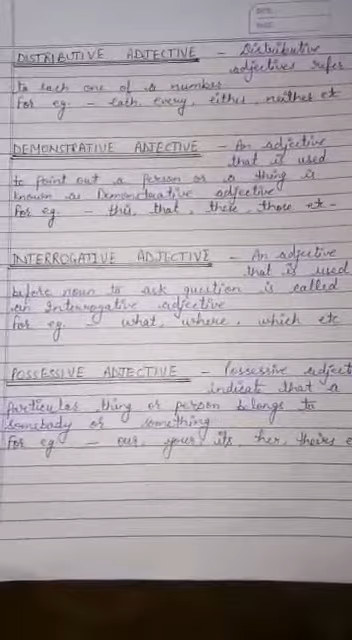 DATE
PAGE
DISTRIBUTIVE ADJECTIVE - Distributive
adjectives refer
to each one of a number
For eg. - each, every, either, neither etc
DEMONSTRATIVE ADJECTIVE - An adjective
that is used
to point out a person or a thing is
known as Demonstrative adjective
For eg. - this, that, these, those etc -
INTERROGATIVE ADJECTIVE - An adjective
that is used
before noun to ask question is called
an Interrogative adjective
For eg. - what, where, which etc
POSSESSIVE ADJECTIVE - Possessive adject
indicate that a
particular thing or person belongs to
somebody or something
For eg - our, your, its, her, theirs e